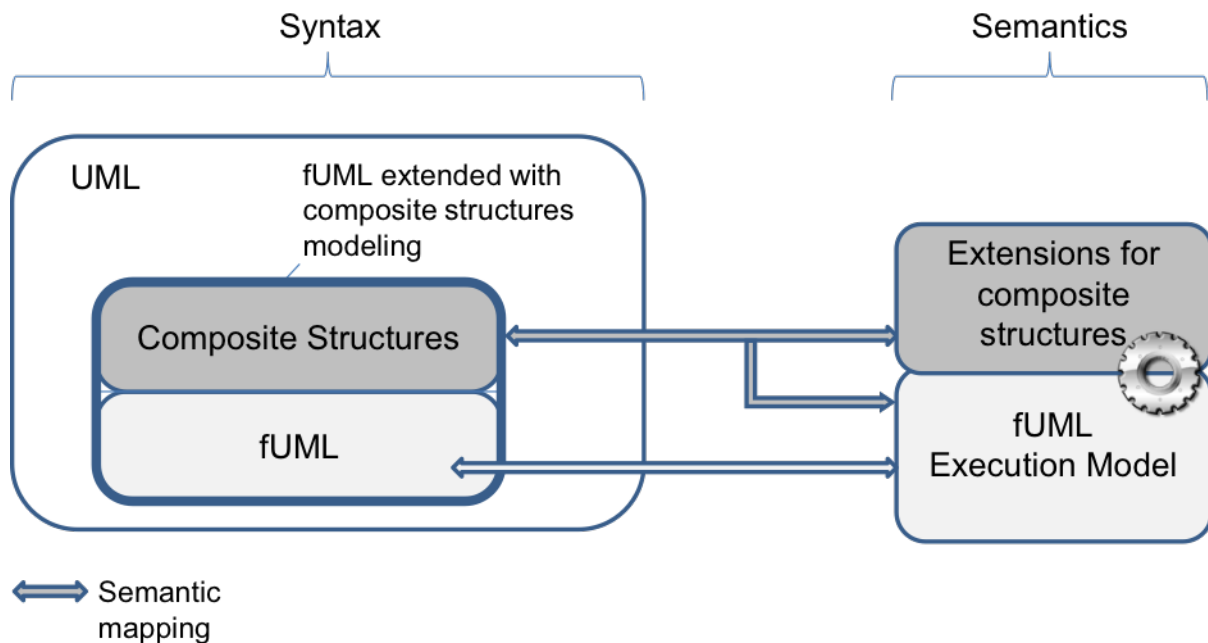 Syntax
Semantics
UML
fUML extended with
composite structures
modeling
Composite Structures
fUML
Extensions for
composite
structures
fUML
Execution Model
Semantic
mapping